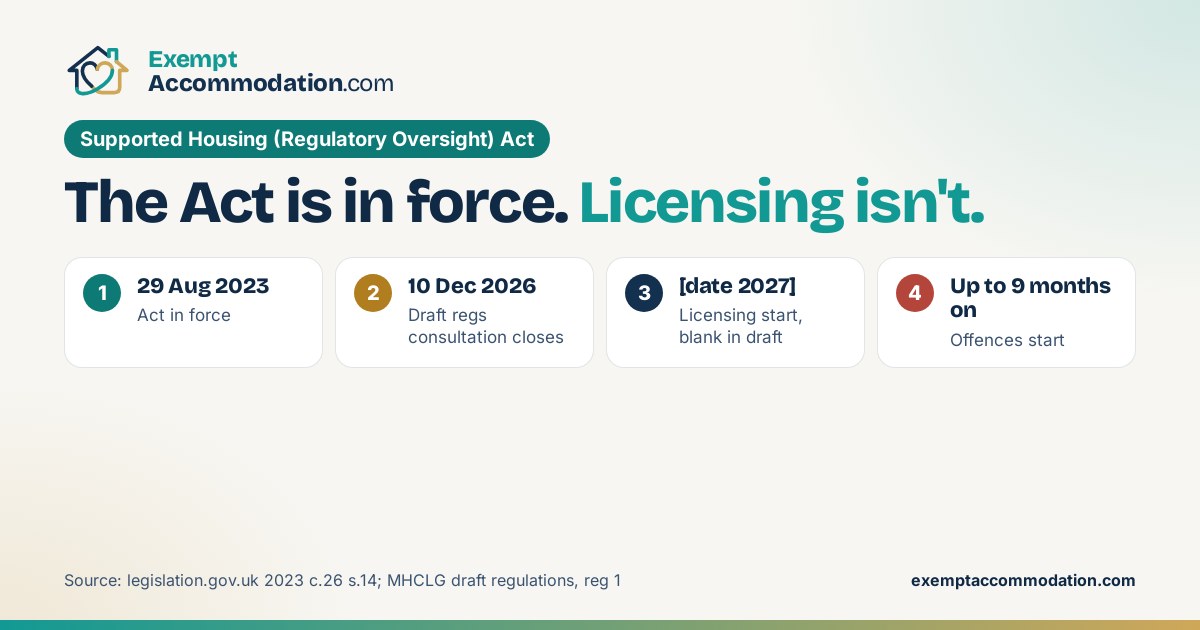 Exempt
Accommodation.com
Supported Housing (Regulatory Oversight) Act
The Act is in force. Licensing isn't.
1
29 Aug 2023
Act in force
2
10 Dec 2026
Draft regs
consultation closes
3
[date 2027]
Licensing start,
blank in draft
4
Up to 9 months
on
Offences start
Source: legislation.gov.uk 2023 c.26 s.14; MHCLG draft regulations, reg 1
exemptaccommodation.com